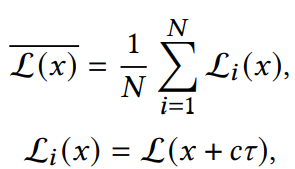 $\overline{\mathcal{L}(x)} = \frac{1}{N} \sum_{i=1}^{N} \mathcal{L}_i(x),$
$\mathcal{L}_i(x) = \mathcal{L}(x + c\tau),$